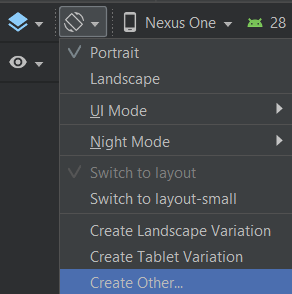 Nexus One 28
Portrait
Landscape
UI Mode
Night Mode
Switch to layout
Switch to layout-small
Create Landscape Variation
Create Tablet Variation
Create Other...